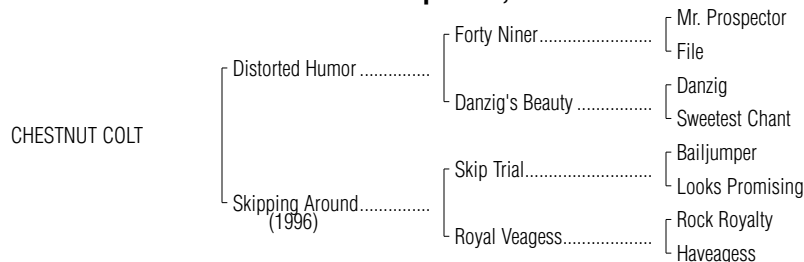 Mr. Prospector
Forty Niner
File
Distorted Humor
Danzig
Danzig's Beauty
Sweetest Chant
CHESTNUT COLT
Bailjumper
Skip Trial
Looks Promising
Skipping Around
(1996)
Rock Royalty
Royal Veagess
Haveagess